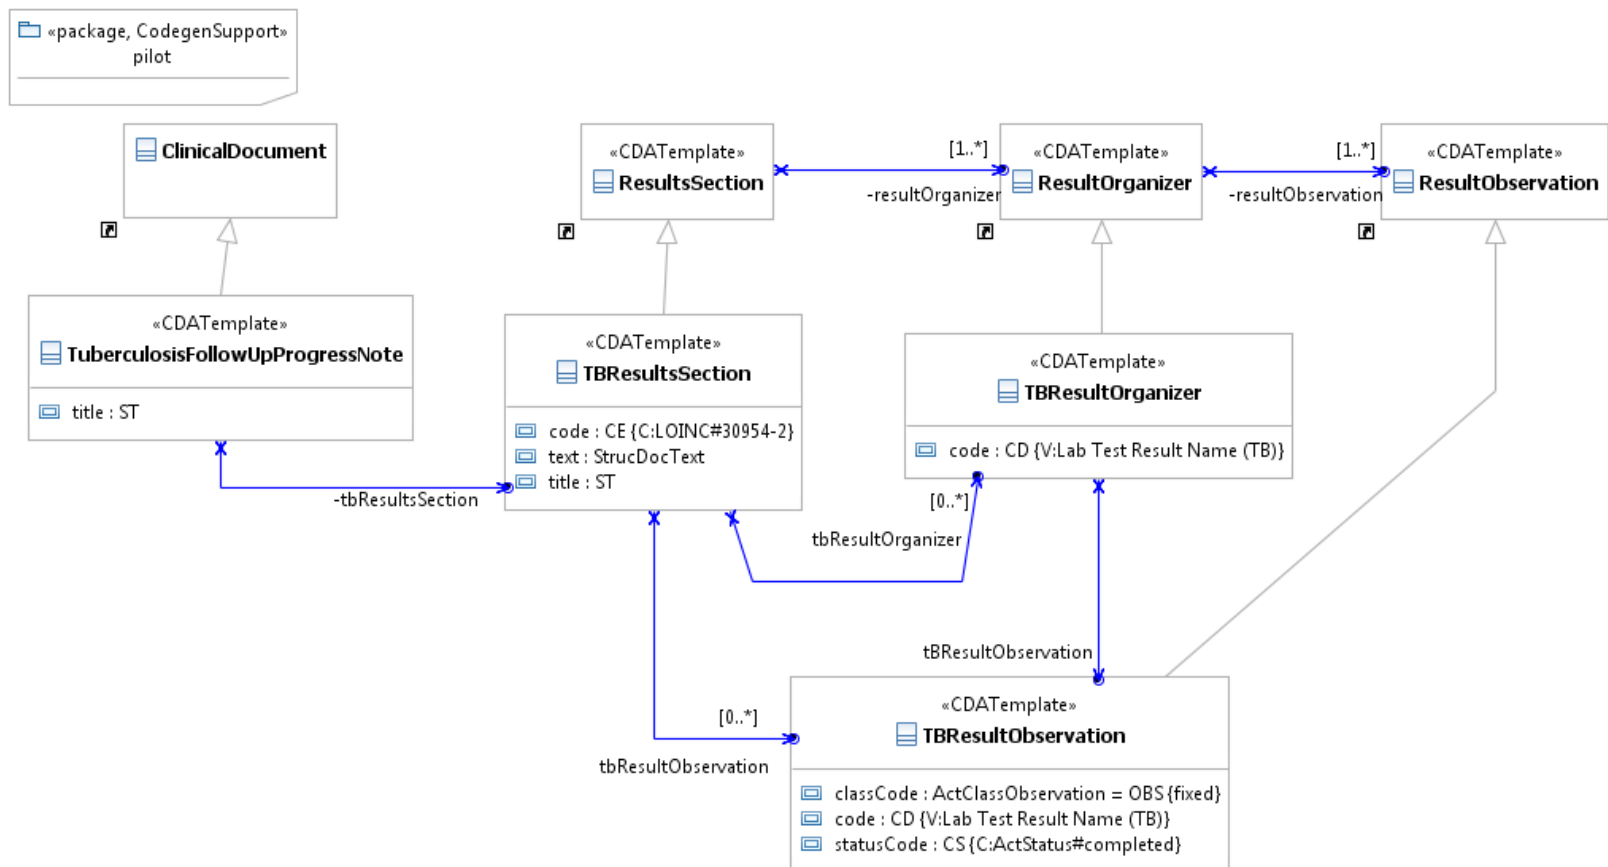 «package, CodegenSupport»
pilot
ClinicalDocument
«CDATemplate»
ResultsSection
[1..*]
-resultOrganizer
«CDATemplate»
ResultOrganizer
[1..*]
-resultObservation
«CDATemplate»
ResultObservation
«CDATemplate»
TuberculosisFollowUpProgressNote
title : ST
-tbResultsSection
«CDATemplate»
TBResultsSection
code : CE {C:LOINC#30954-2}
text : StrucDocText
title : ST
«CDATemplate»
TBResultOrganizer
code : CD {V:Lab Test Result Name (TB)}
[0..*]
tbResultOrganizer
tBResultObservation
[0..*]
tbResultObservation
«CDATemplate»
TBResultObservation
classCode : ActClassObservation = OBS {fixed}
code : CD {V:Lab Test Result Name (TB)}
statusCode : CS {C:ActStatus#completed}